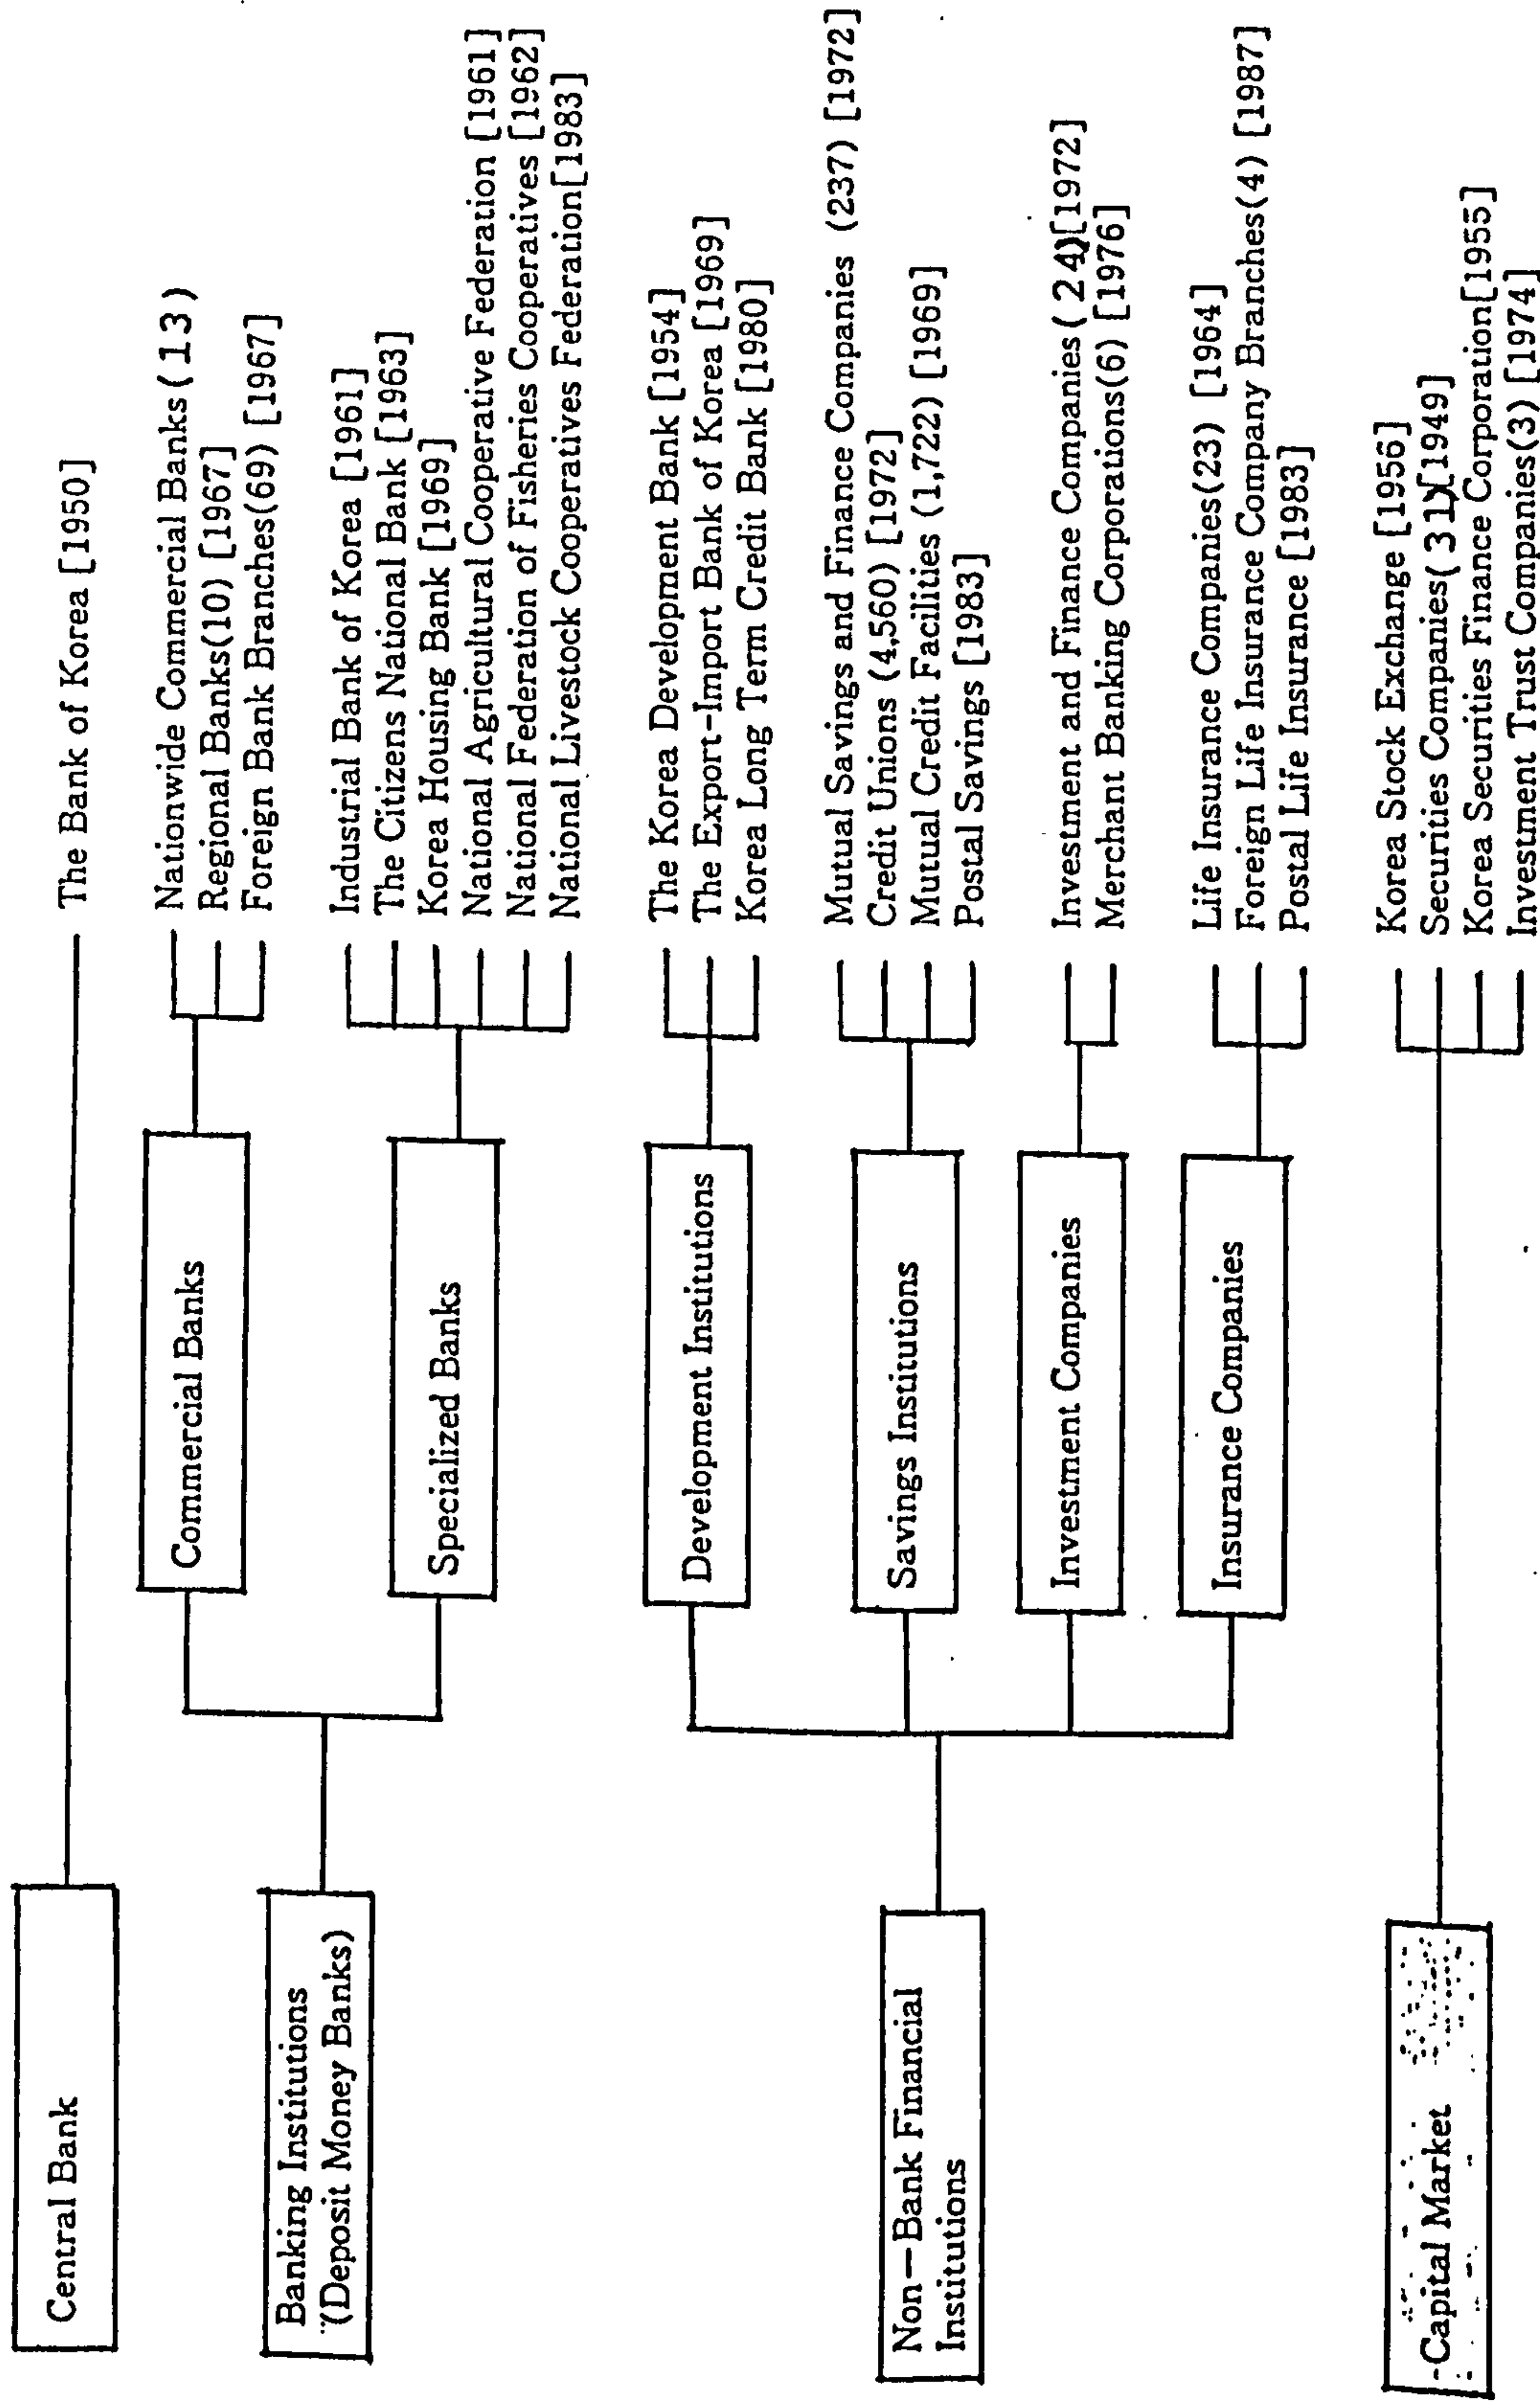 Central Bank
The Bank of Korea [1950]
Banking Institutions
(Deposit Money Banks)
Commercial Banks
Nationwide Commercial Banks(13)
Regional Banks(10) [1967]
Foreign Bank Branches(69) [1967]
Specialized Banks
Industrial Bank of Korea [1961]
The Citizens National Bank [1963]
Korea Housing Bank [1969]
National Agricultural Cooperative Federation [1961]
National Federation of Fisheries Cooperatives [1962]
National Livestock Cooperatives Federation[1983]
Non-Bank Financial
Institutions
Development Institutions
The Korea Development Bank [1954]
The Export-Import Bank of Korea [1969]
Korea Long Term Credit Bank [1980]
Savings Institutions
Mutual Savings and Finance Companies (237) [1972]
Credit Unions (4,560) [1972]
Mutual Credit Facilities (1,722) [1969]
Postal Savings [1983]
Investment Companies
Investment and Finance Companies (24)[1972]
Merchant Banking Corporations(6) [1976]
Insurance Companies
Life Insurance Companies(23) [1964]
Foreign Life Insurance Company Branches(4) [1987]
Postal Life Insurance [1983]
Capital Market
Korea Stock Exchange [1956]
Securities Companies(31)[1949]
Korea Securities Finance Corporation[1955]
Investment Trust Companies(3) [1974]